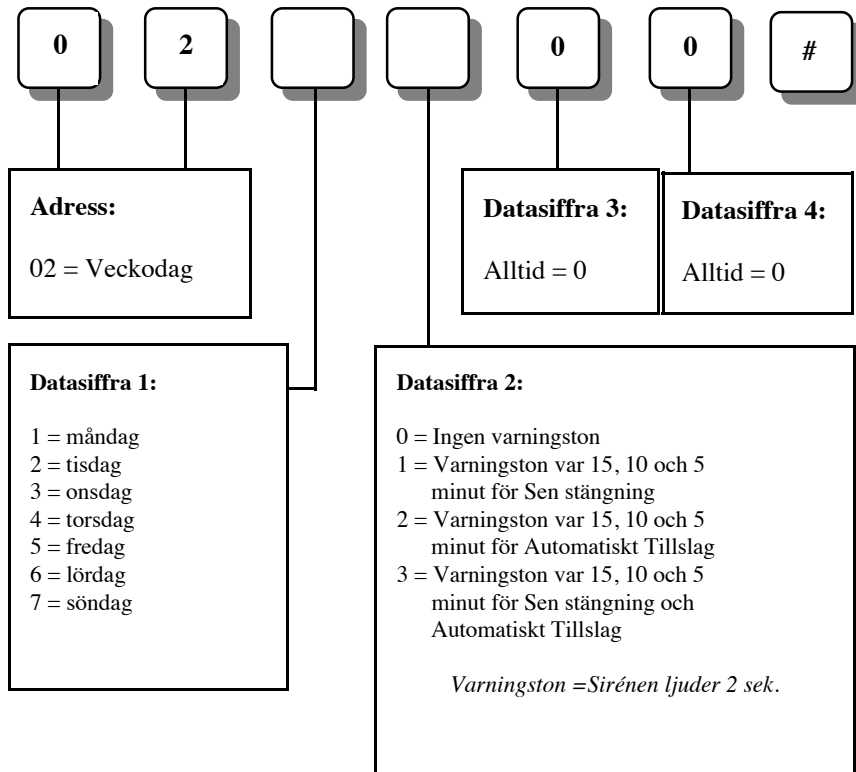 0 2 0 0 #
Adress:
02 = Veckodag
Datasiffra 3:
Alltid = 0
Datasiffra 4:
Alltid = 0
Datasiffra 1:
1 = måndag
2 = tisdag
3 = onsdag
4 = torsdag
5 = fredag
6 = lördag
7 = söndag
Datasiffra 2:
0 = Ingen varningston
1 = Varningston var 15, 10 och 5
minut för Sen stängning
2 = Varningston var 15, 10 och 5
minut för Automatiskt Tillslag
3 = Varningston var 15, 10 och 5
minut för Sen stängning och
Automatiskt Tillslag
Varningston =Sirénen ljuder 2 sek.